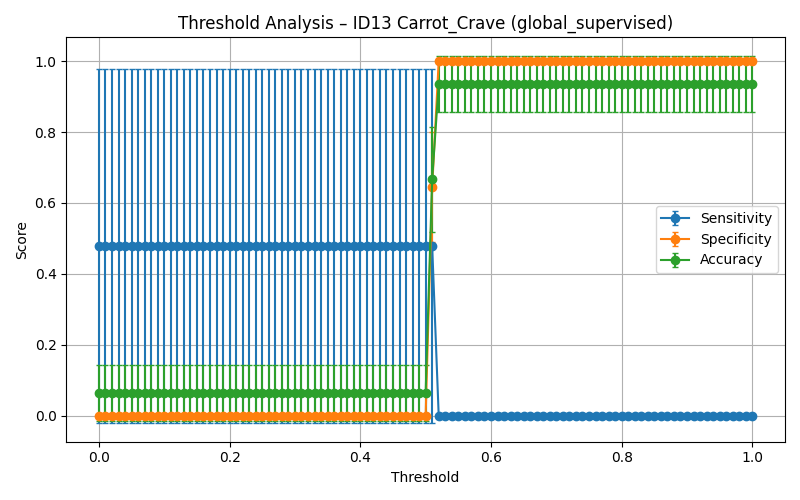 Threshold Analysis – ID13 Carrot_Crave (global_supervised)
1.0
0.8
0.6
0.4
0.2
0.0
Score
Sensitivity
Specificity
Accuracy
0.0 0.2 0.4 0.6 0.8 1.0
Threshold